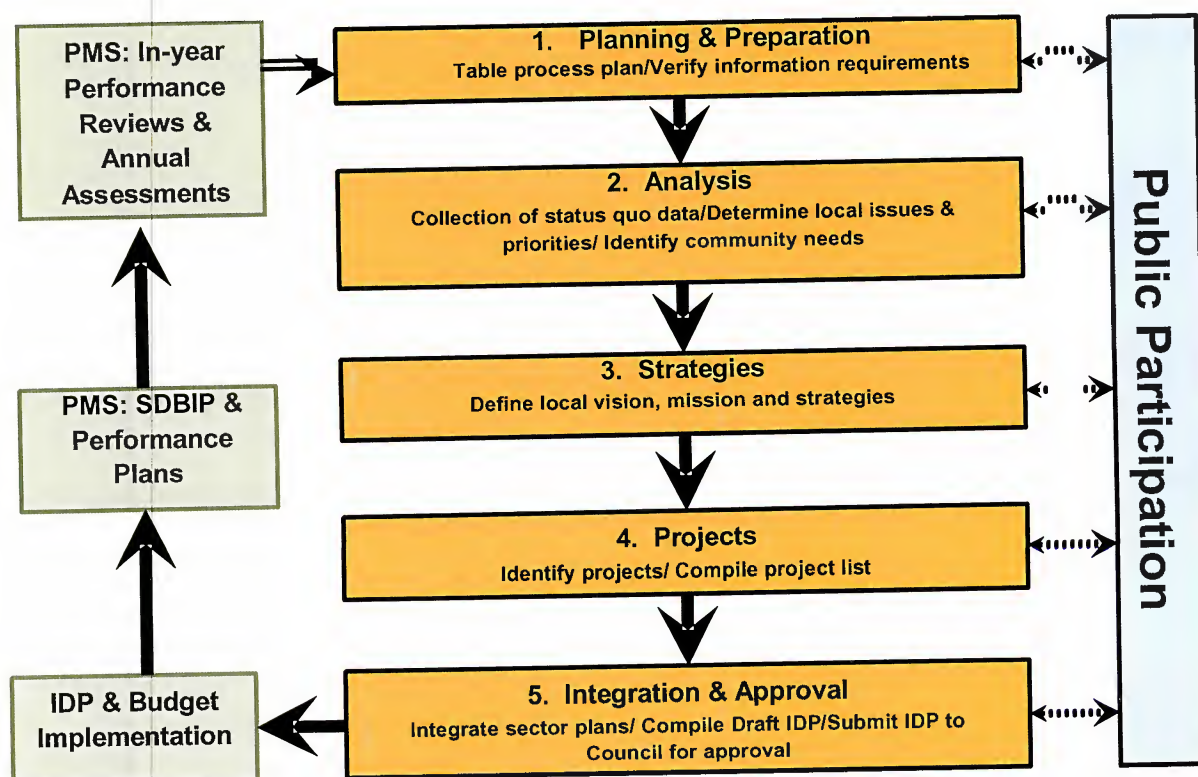 PMS: In-year
Performance
Reviews &
Annual
Assessments
1. Planning & Preparation
Table process plan/Verify information requirements
2. Analysis
Collection of status quo data/Determine local issues &
priorities/ Identify community needs
3. Strategies
Define local vision, mission and strategies
PMS: SDBIP &
Performance
Plans
4. Projects
Identify projects/ Compile project list
5. Integration & Approval
Integrate sector plans/ Compile Draft IDP/Submit IDP to
Council for approval
IDP & Budget
Implementation
Public Participation